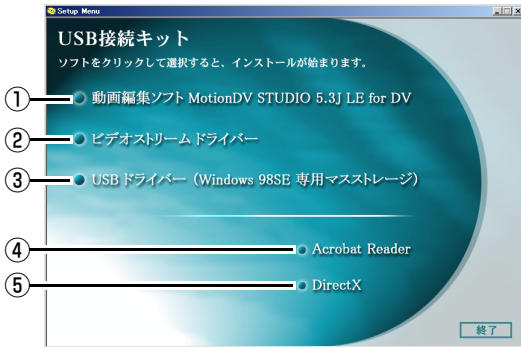 Setup Menu
USB接続キット
ソフトをクリックして選択すると、インストールが始まります。
① 動画編集ソフト MotionDV STUDIO 5.3J LE for DV
② ビデオストリームドライバー
③ USBドライバー（Windows 98SE 専用マスストレージ）
④ Acrobat Reader
⑤ DirectX
終了